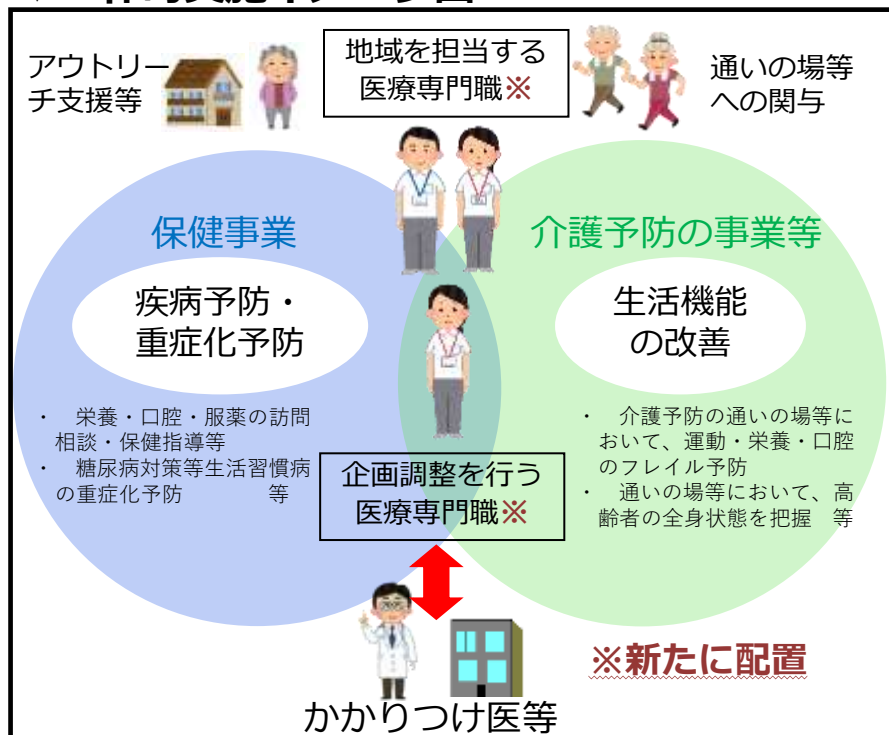 アウトリー
チ支援等
地域を担当する
医療専門職※
通いの場等
への関与
保健事業
疾病予防・
重症化予防
・ 栄養・口腔・服薬の訪問
相談・保健指導等
・ 糖尿病対策等生活習慣病
の重症化予防 等
介護予防の事業等
生活機能
の改善
・ 介護予防の通いの場等に
おいて、運動・栄養・口腔
のフレイル予防
・ 通いの場等において、高
齢者の全身状態を把握 等
企画調整を行う
医療専門職※
かかりつけ医等
※新たに配置